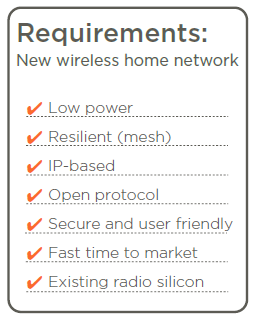 Requirements:
New wireless home network
✔ Low power
✔ Resilient (mesh)
✔ IP-based
✔ Open protocol
✔ Secure and user friendly
✔ Fast time to market
✔ Existing radio silicon